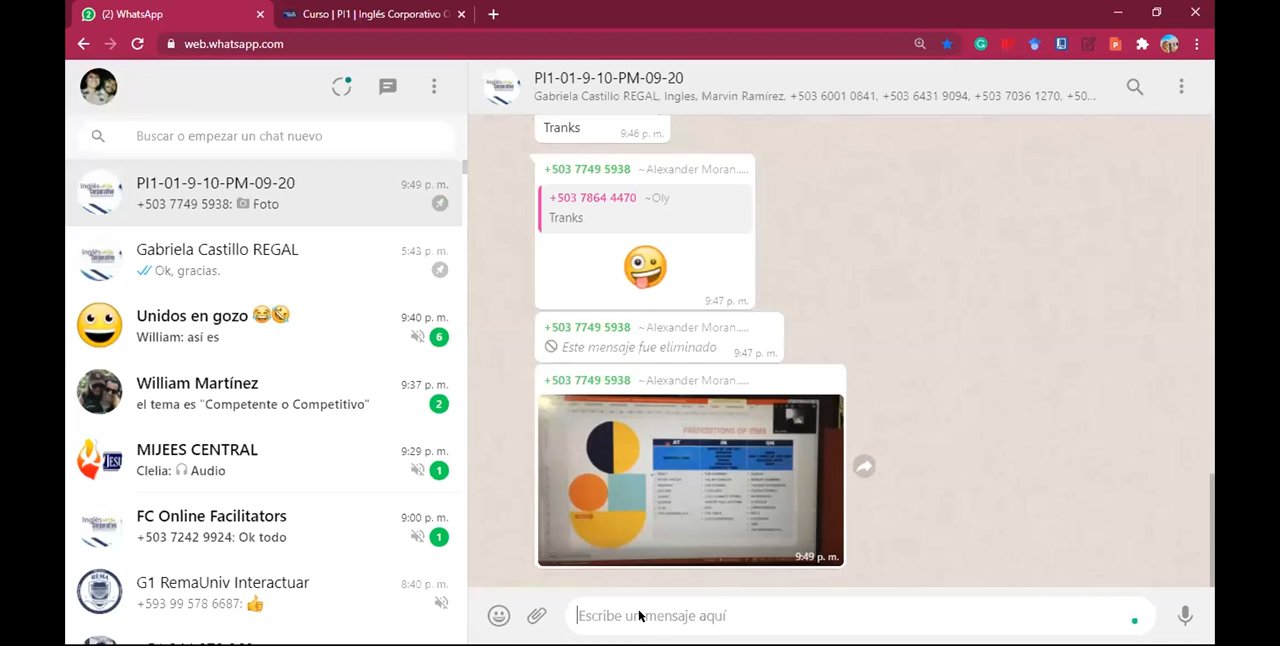 (2) WhatsApp
Curso | PI1 | Inglés Corporativo O
web.whatsapp.com
Buscar o empezar un chat nuevo
PI1-01-9-10-PM-09-20
9:49 p. m.
+503 7749 5938: Foto
Gabriela Castillo REGAL
5:43 p. m.
Ok, gracias.
Unidos en gozo
9:40 p. m.
William: así es
6
William Martínez
9:37 p. m.
el tema es "Competente o Competitivo"
2
MIJEES CENTRAL
9:29 p. m.
Clelia: Audio
1
FC Online Facilitators
9:00 p. m.
+503 7242 9924: Ok todo
1
G1 RemaUniv Interactuar
8:40 p. m.
+593 99 578 6687:
PI1-01-9-10-PM-09-20
Gabriela Castillo REGAL, Ingles, Marvin Ramírez, +503 6001 0841, +503 6431 9094, +503 7036 1270, +50...
Tranks
9:46 p. m.
+503 7749 5938 ~Alexander Moran.....
+503 7864 4470 ~Oly
Tranks
9:47 p. m.
+503 7749 5938 ~Alexander Moran.....
Este mensaje fue eliminado
9:47 p. m.
+503 7749 5938 ~Alexander Moran.....
PREPOSITIONS OF TIME
AT IN ON
9:49 p. m.
Escribe un mensaje aquí